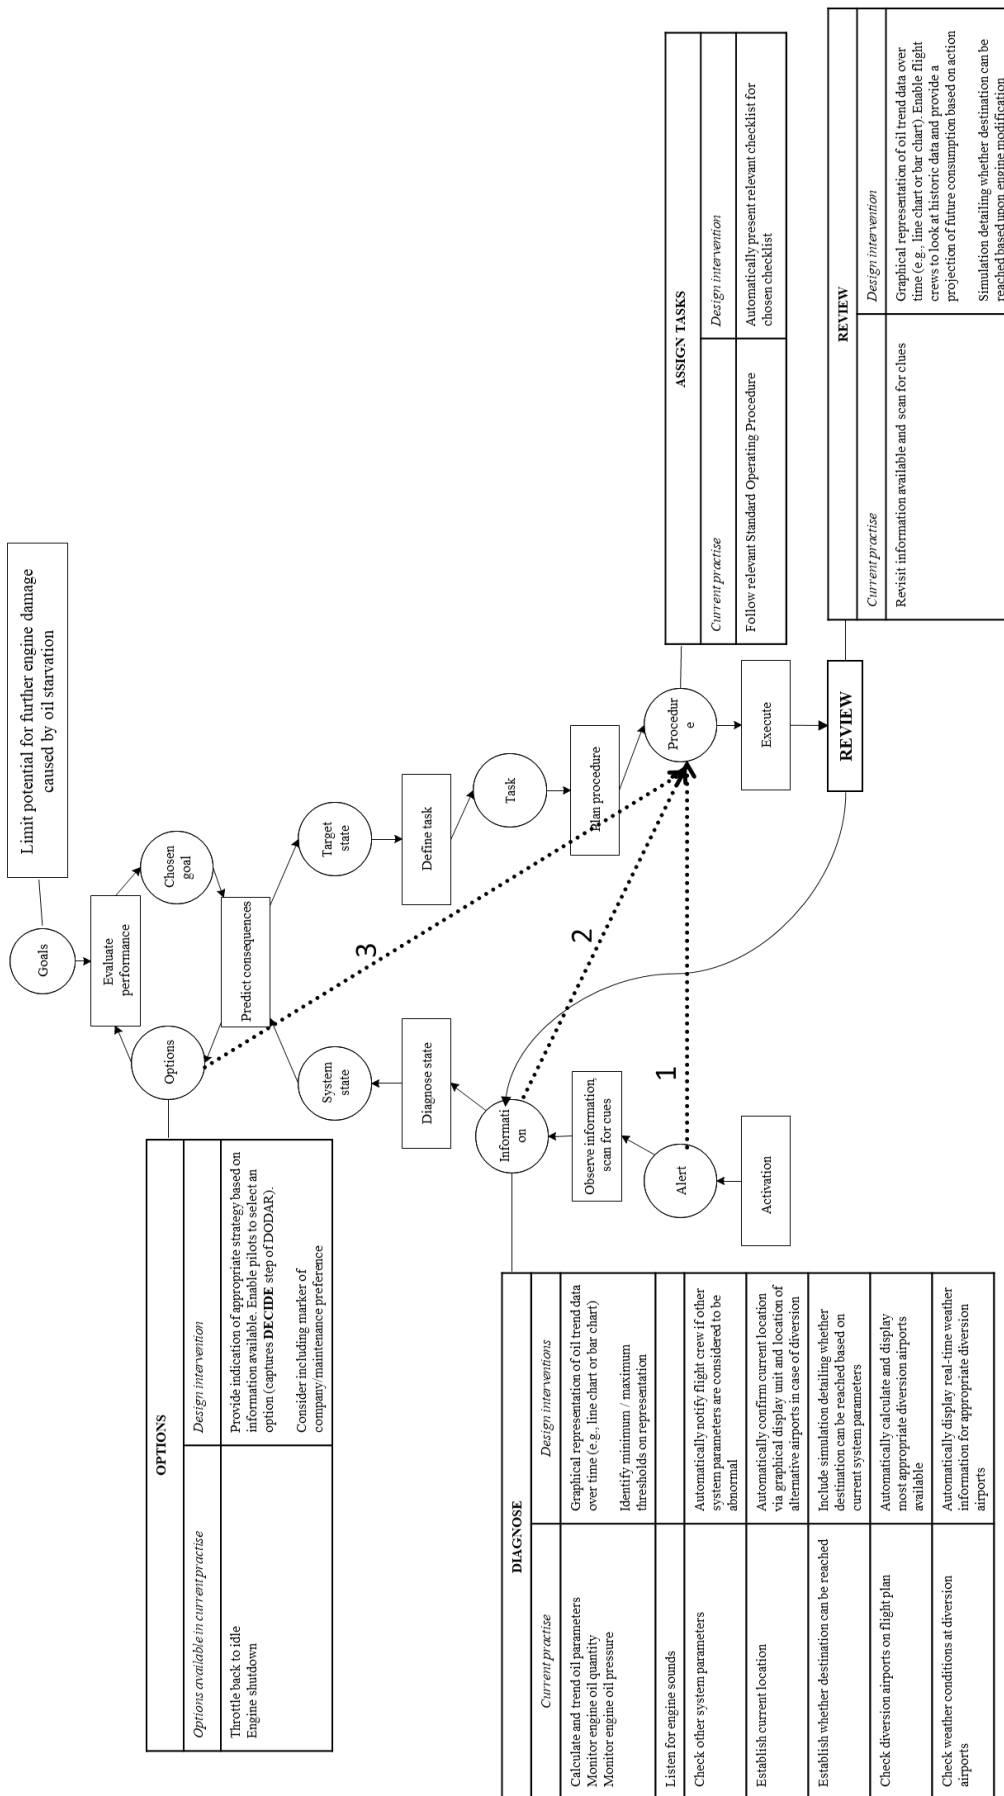 Limit potential for further engine damage
caused by oil starvation
Goals
Evaluate
performance
Chosen
goal
Options
Predict consequences
Target
state
System
state
Define task
Diagnose state
Task
Informati
on
Plan procedure
Observe information,
scan for cues
Procedur
e
Alert
Execute
Activation
REVIEW
1
2
3
OPTIONS
Options available in current practise
Design intervention
Throttle back to idle
Engine shutdown
Provide indication of appropriate strategy based on
information available. Enable pilots to select an
option (captures DECIDE step of DODAR).
Consider including marker of
company/maintenance preference
DIAGNOSE
Current practise
Design interventions
Calculate and trend oil parameters
Monitor engine oil quantity
Monitor engine oil pressure
Graphical representation of oil trend data
over time (e.g., line chart or bar chart)
Identify minimum / maximum
thresholds on representation
Listen for engine sounds
Check other system parameters
Automatically notify flight crew if other
system parameters are considered to be
abnormal
Establish current location
Automatically confirm current location
via graphical display unit and location of
alternative airports in case of diversion
Establish whether destination can be reached
Include simulation detailing whether
destination can be reached based on
current system parameters
Check diversion airports on flight plan
Automatically calculate and display
most appropriate diversion airports
available
Check weather conditions at diversion
airports
Automatically display real-time weather
information for appropriate diversion
airports
ASSIGN TASKS
Current practise
Design intervention
Follow relevant Standard Operating Procedure
Automatically present relevant checklist for
chosen checklist
REVIEW
Current practise
Design intervention
Revisit information available and scan for clues
Graphical representation of oil trend data over
time (e.g., line chart or bar chart). Enable flight
crews to look at historic data and provide a
projection of future consumption based on action
Simulation detailing whether destination can be
reached based upon engine modification